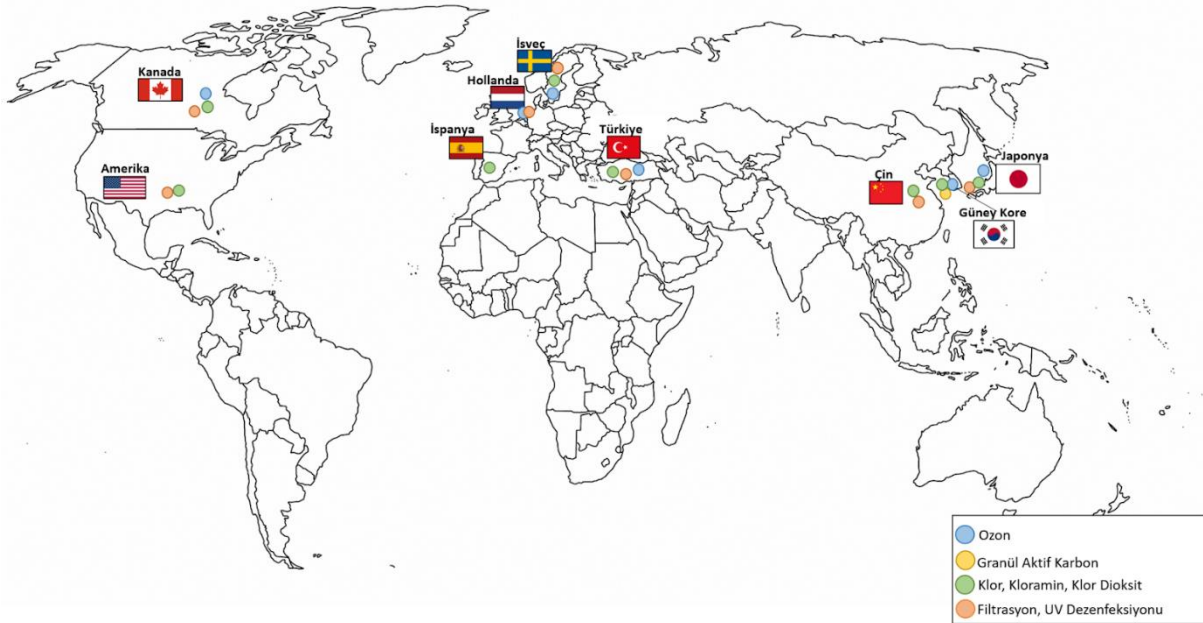 İsveç
Kanada
Hollanda
İspanya
Türkiye
Amerika
Japonya
Çin
Güney Kore
Ozon
Granül Aktif Karbon
Klor, Kloramin, Klor Dioksit
Filtrasyon, UV Dezenfeksiyonu